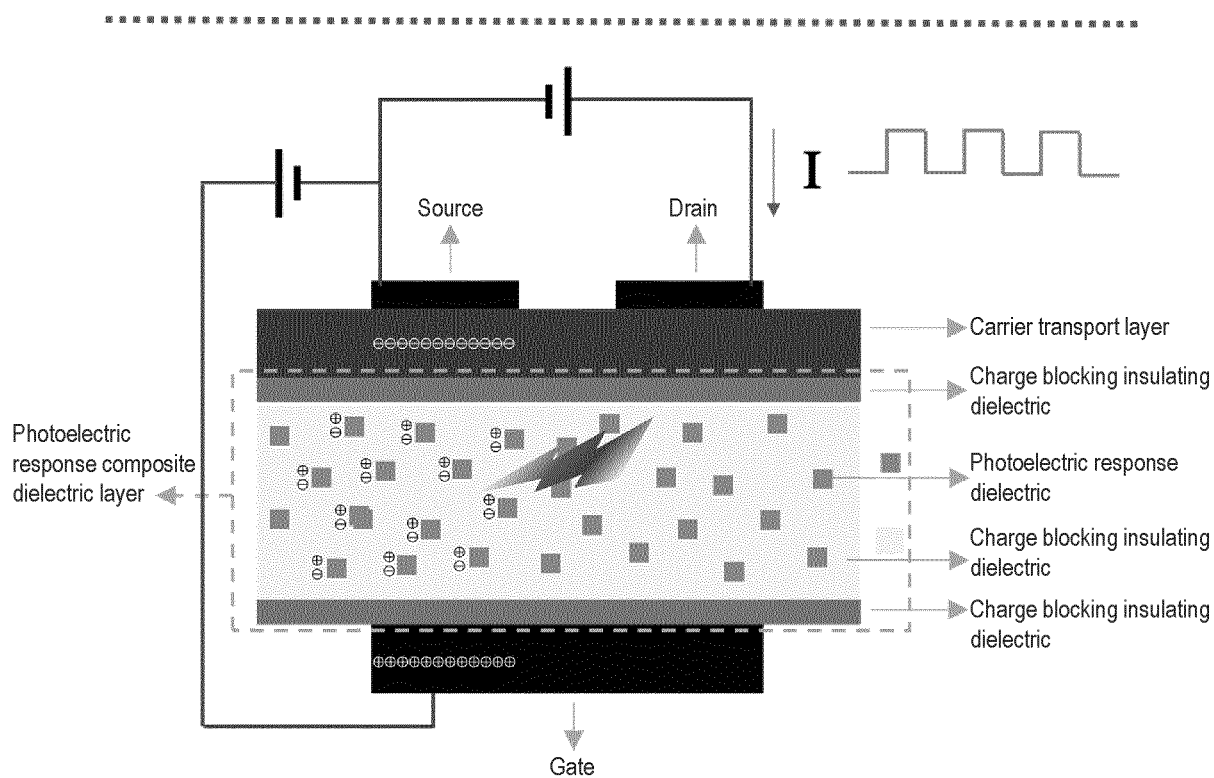 I
Source
Drain
Carrier transport layer
Charge blocking insulating
dielectric
Photoelectric
response composite
dielectric layer
Photoelectric response
dielectric
Charge blocking insulating
dielectric
Charge blocking insulating
dielectric
Gate